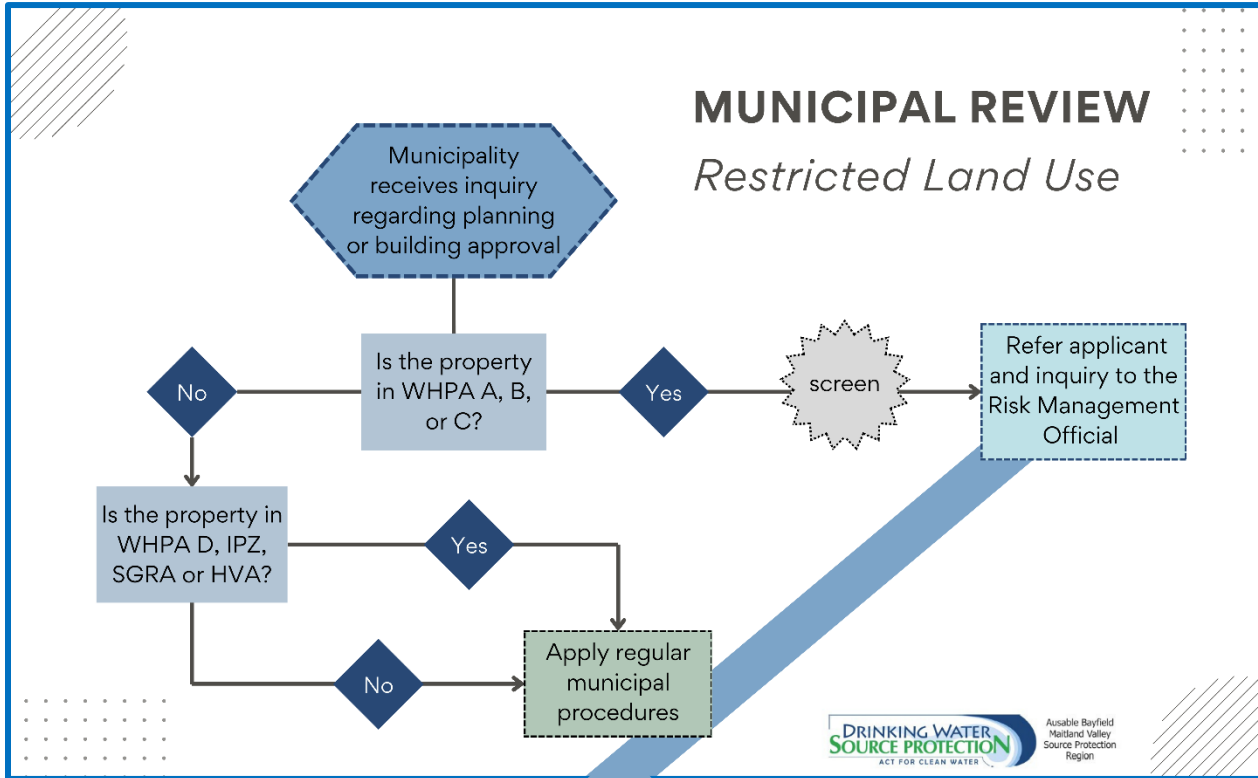 MUNICIPAL REVIEW
Restricted Land Use
Municipality
receives inquiry
regarding planning
or building approval
Is the property
in WHPA A, B,
or C?
No
Yes
screen
Refer applicant
and inquiry to the
Risk Management
Official
Is the property in
WHPA D, IPZ,
SGRA or HVA?
Yes
No
Apply regular
municipal
procedures
DRINKING WATER
SOURCE PROTECTION
ACT FOR CLEAN WATER
Ausable Bayfield
Maitland Valley
Source Protection
Region